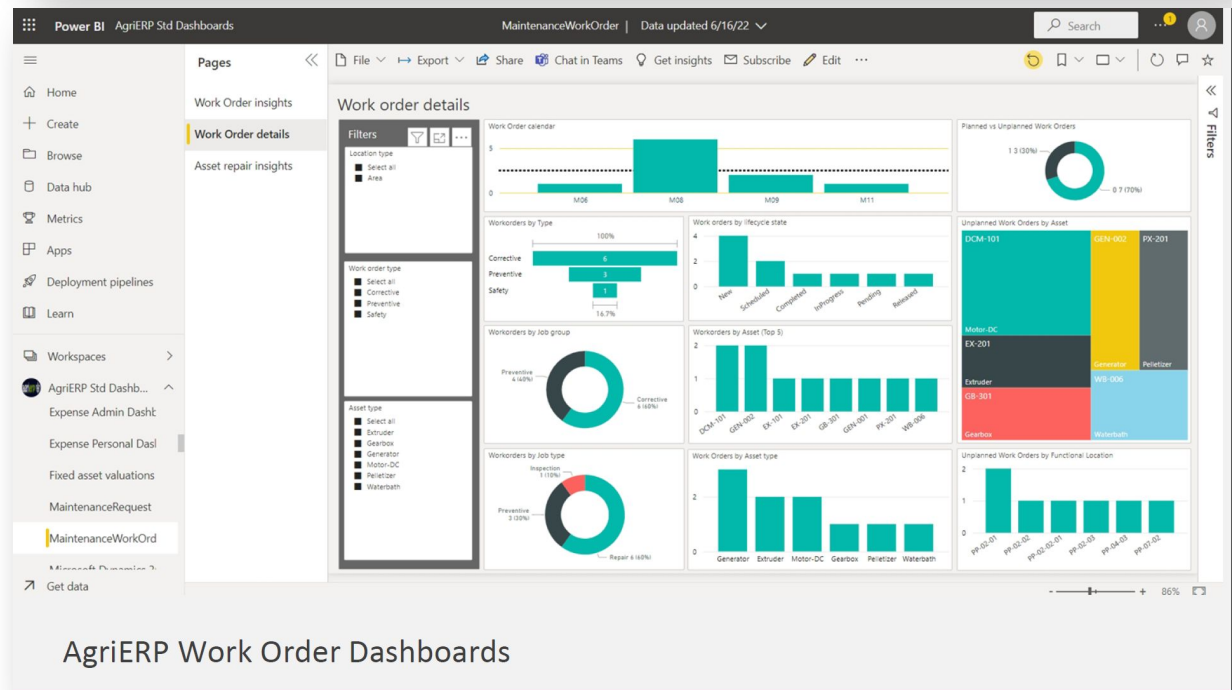 Power BI AgriERP Std Dashboards
MaintenanceWorkOrder | Data updated 6/16/22
Search
1
Home
Create
Browse
Data hub
Metrics
Apps
Deployment pipelines
Learn
Workspaces
AgriERP Std Dashb...
Expense Admin Dasht
Expense Personal Dasl
Fixed asset valuations
MaintenanceRequest
MaintenanceWorkOrd
Get data
Pages
Work Order insights
Work Order details
Asset repair insights
File Export Share Chat in Teams Get insights Subscribe Edit ...
Filters
Work order details
Filters
Location type
Select all
Area
Work order type
Select all
Corrective
Preventive
Safety
Asset type
Select all
Extruder
Gearbox
Generator
Motor-DC
Pelletizer
Waterbath
Work Order calendar
5
0
M06 M08 M09 M11
Planned vs Unplanned Work Orders
1 3 (30%)
0 7 (70%)
Workorders by Type
100%
Corrective 6
Preventive 3
Safety 1
16.7%
Work orders by lifecycle state
4
2
0
New Scheduled Completed InProgress Pending Released
Unplanned Work Orders by Asset
DCM-101
Motor-DC
GEN-002
Generator
PX-201
Pelletizer
EX-201
Extruder
GB-301
Gearbox
WB-006
Waterbath
Workorders by Job group
Preventive
4 (40%)
Corrective
6 (60%)
Workorders by Asset (Top 5)
2
1
0
DCM-101 GEN-002 EX-101 EX-201 GB-301 GEN-001 PX-201 WB-006
Workorders by Job type
Inspection
1 (10%)
Preventive
3 (30%)
Repair 6 (60%)
Work Orders by Asset type
2
0
Generator Extruder Motor-DC Gearbox Pelletizer Waterbath
Unplanned Work Orders by Functional Location
2
1
0
PP-02-01 PP-02-02 PP-02-02-01 PP-02-03 PP-04-03 PP-07-02
- + 86%
AgriERP Work Order Dashboards